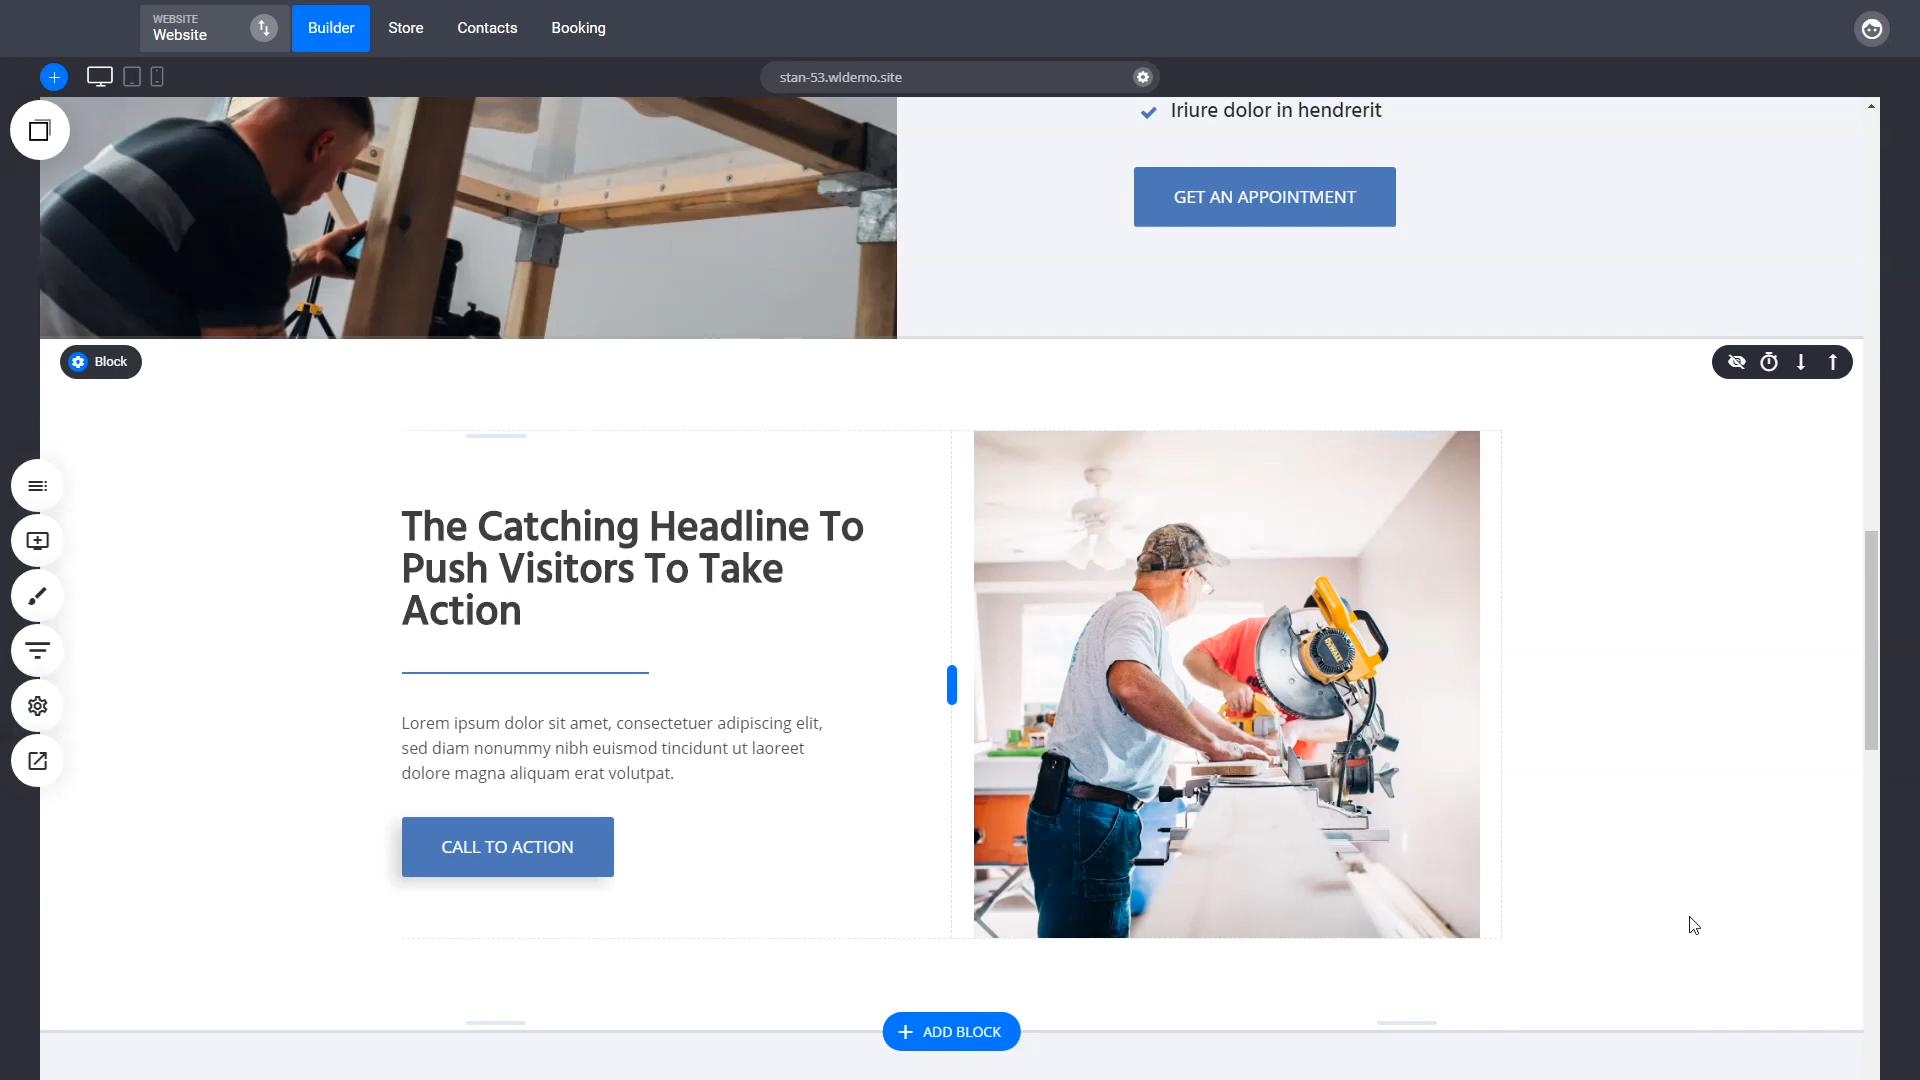 WEBSITE
Website
Builder
Store
Contacts
Booking
stan-53.wldemo.site
Iriure dolor in hendrerit
GET AN APPOINTMENT
Block
The Catching Headline To
Push Visitors To Take
Action
Lorem ipsum dolor sit amet, consectetuer adipiscing elit,
sed diam nonummy nibh euismod tincidunt ut laoreet
dolore magna aliquam erat volutpat.
CALL TO ACTION
DEWALT
ADD BLOCK